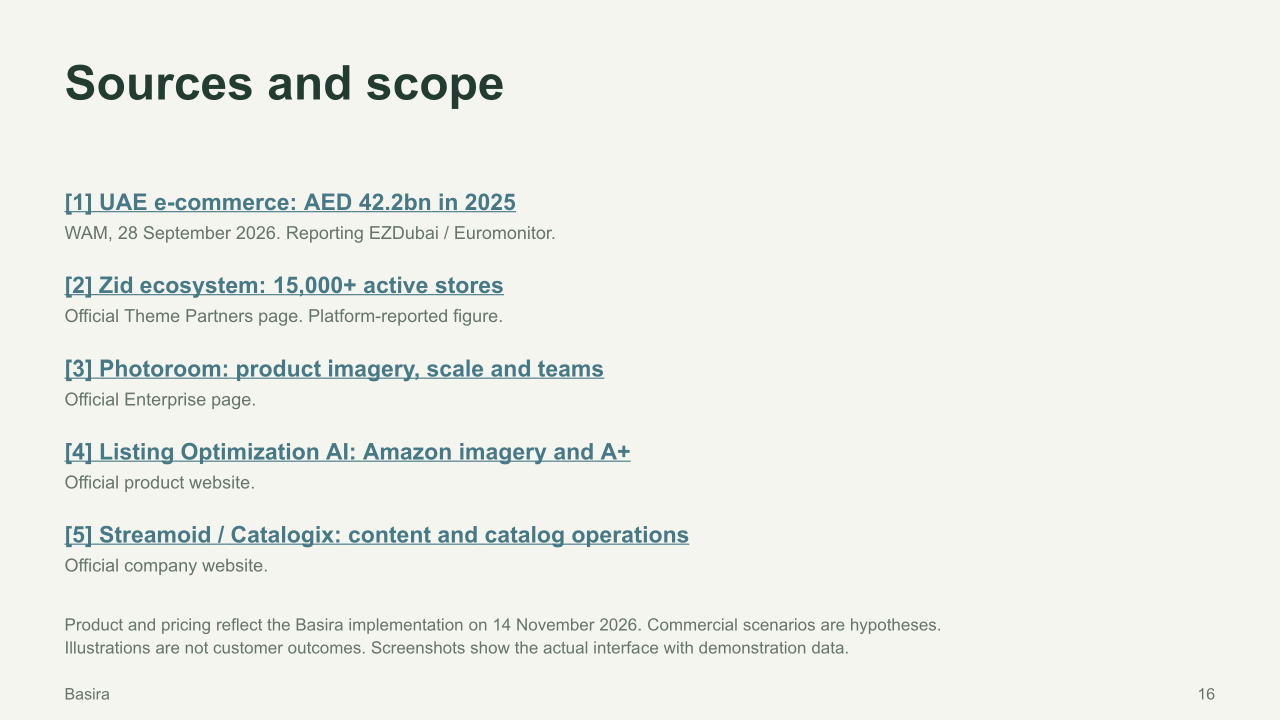 Sources and scope
[1] UAE e-commerce: AED 42.2bn in 2025
WAM, 28 September 2026. Reporting EZDubai / Euromonitor.
[2] Zid ecosystem: 15,000+ active stores
Official Theme Partners page. Platform-reported figure.
[3] Photoroom: product imagery, scale and teams
Official Enterprise page.
[4] Listing Optimization AI: Amazon imagery and A+
Official product website.
[5] Streamoid / Catalogix: content and catalog operations
Official company website.
Product and pricing reflect the Basira implementation on 14 November 2026. Commercial scenarios are hypotheses.
Illustrations are not customer outcomes. Screenshots show the actual interface with demonstration data.
Basira
16